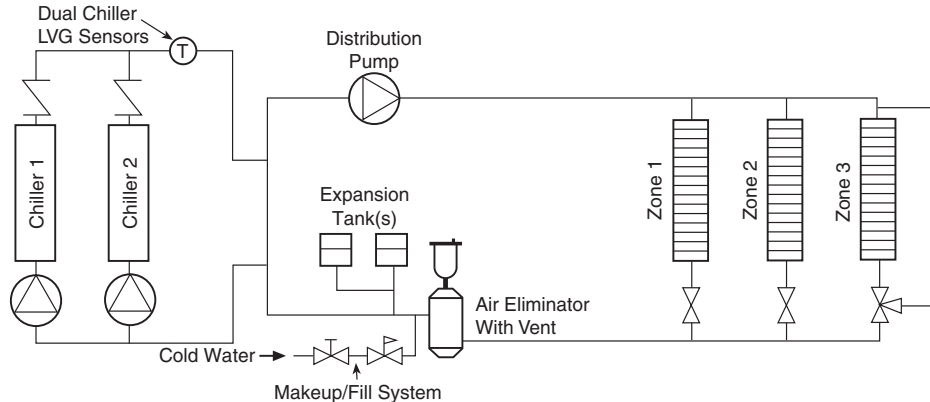 Dual Chiller
LVG Sensors
T
Distribution
Pump
Chiller 1
Chiller 2
Zone 1
Zone 2
Zone 3
Expansion
Tank(s)
Air Eliminator
With Vent
Cold Water
Makeup/Fill System